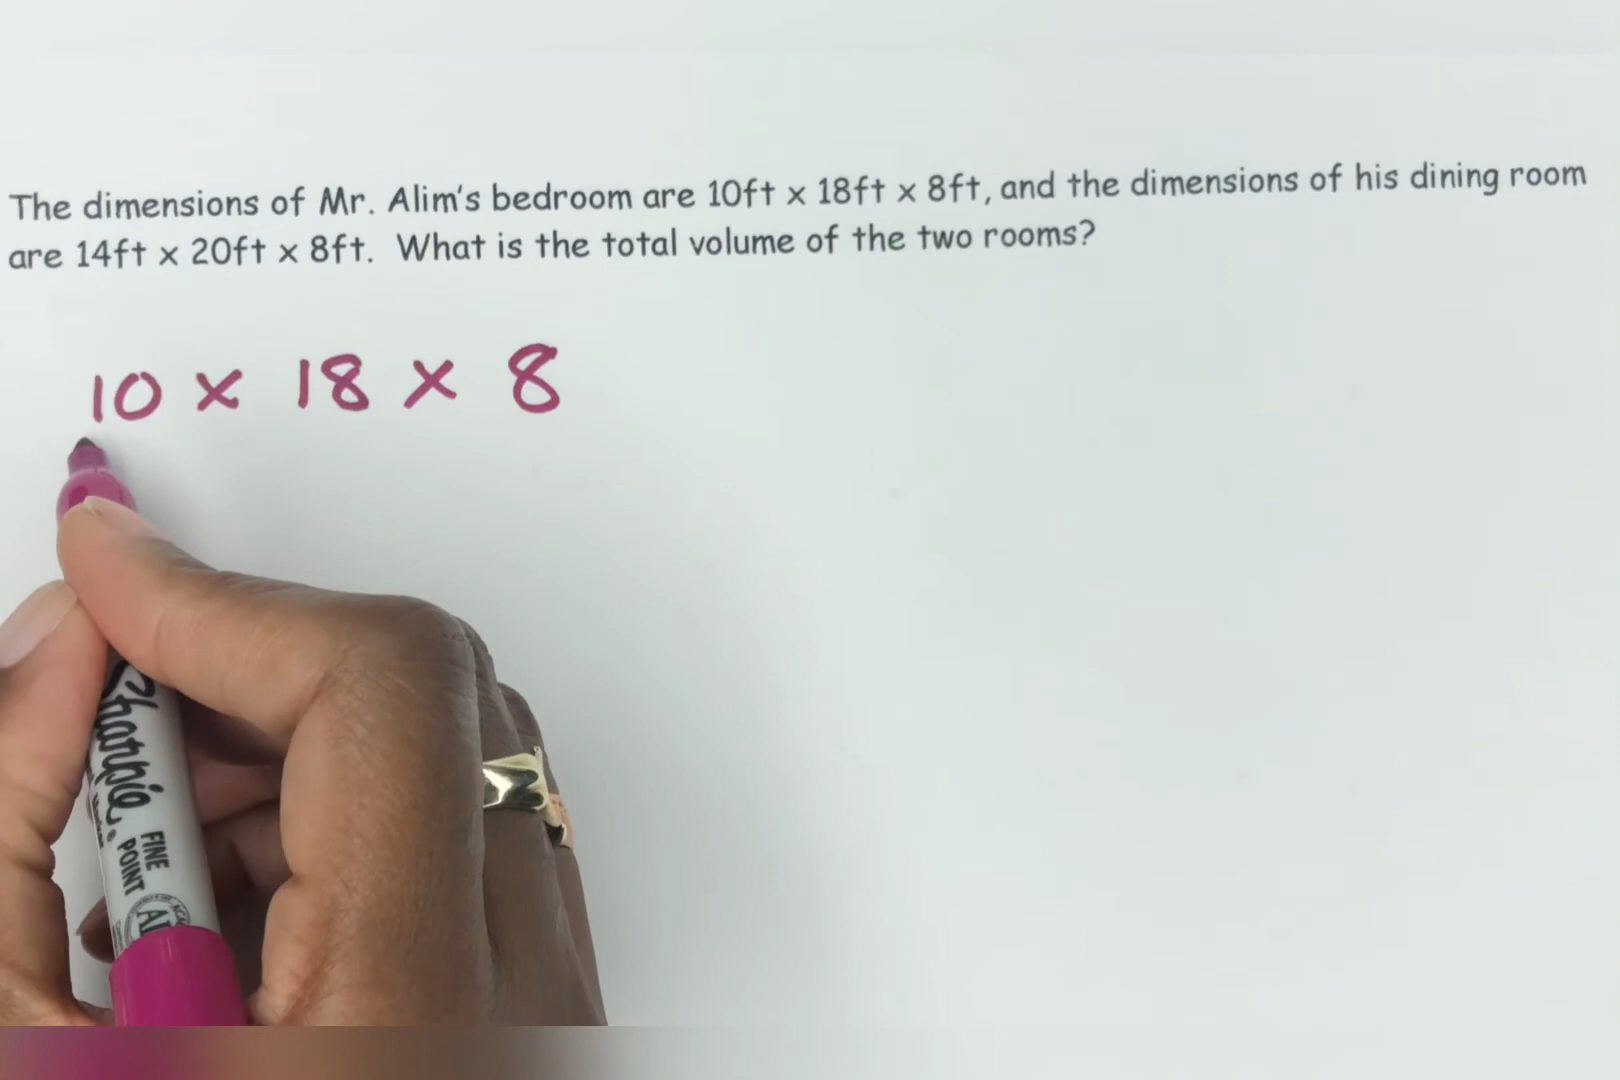 The dimensions of Mr. Alim's bedroom are 10ft x 18ft x 8ft, and the dimensions of his dining room
are 14ft x 20ft x 8ft. What is the total volume of the two rooms?
10 x 18 x 8
Sharpie.
FINE
POINT